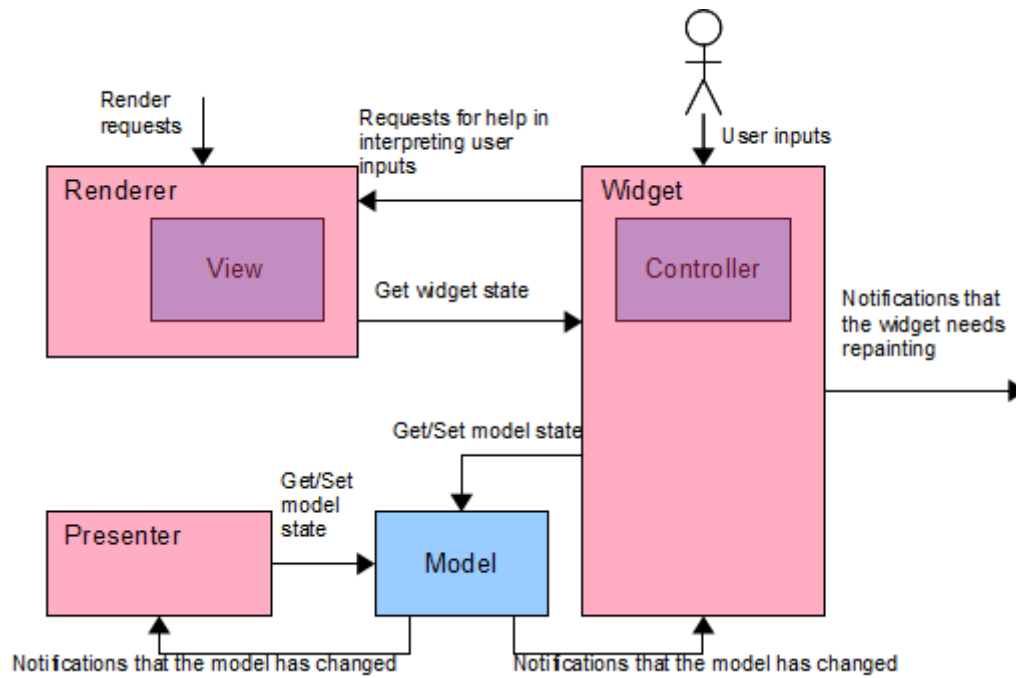 Render
requests
Requests for help in
interpreting user
inputs
User inputs
Renderer
View
Widget
Controller
Get widget state
Notifications that
the widget needs
repainting
Get/Set model state
Get/Set
model
state
Presenter
Model
Notifications that the model has changed
Notifications that the model has changed